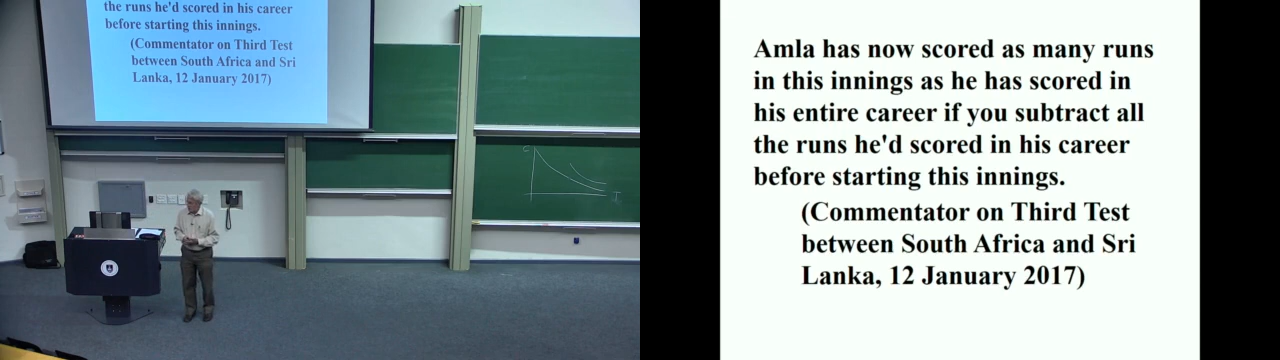 the runs he'd scored in his career
before starting this innings.
(Commentator on Third Test
between South Africa and Sri
Lanka, 12 January 2017)
C
I
Amla has now scored as many runs
in this innings as he has scored in
his entire career if you subtract all
the runs he'd scored in his career
before starting this innings.
(Commentator on Third Test
between South Africa and Sri
Lanka, 12 January 2017)